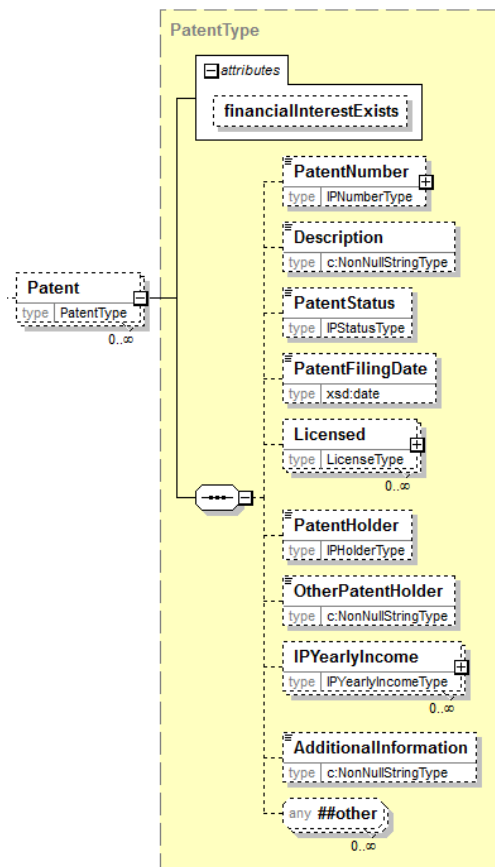 PatentType
attributes
financialInterestExists
PatentNumber
type IPNumberType
Description
type c:NonNullStringType
Patent
type PatentType
0..∞
PatentStatus
type IPStatusType
PatentFilingDate
type xsd:date
Licensed
type LicenseType
0..∞
PatentHolder
type IPHolderType
OtherPatentHolder
type c:NonNullStringType
IPYearlyIncome
type IPYearlyIncomeType
0..∞
AdditionalInformation
type c:NonNullStringType
any ##other
0..∞